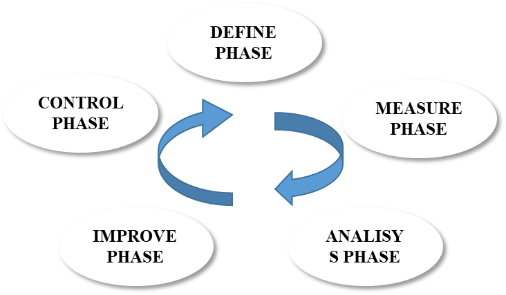 DEFINE
PHASE
MEASURE
PHASE
ANALISY
S PHASE
IMPROVE
PHASE
CONTROL
PHASE